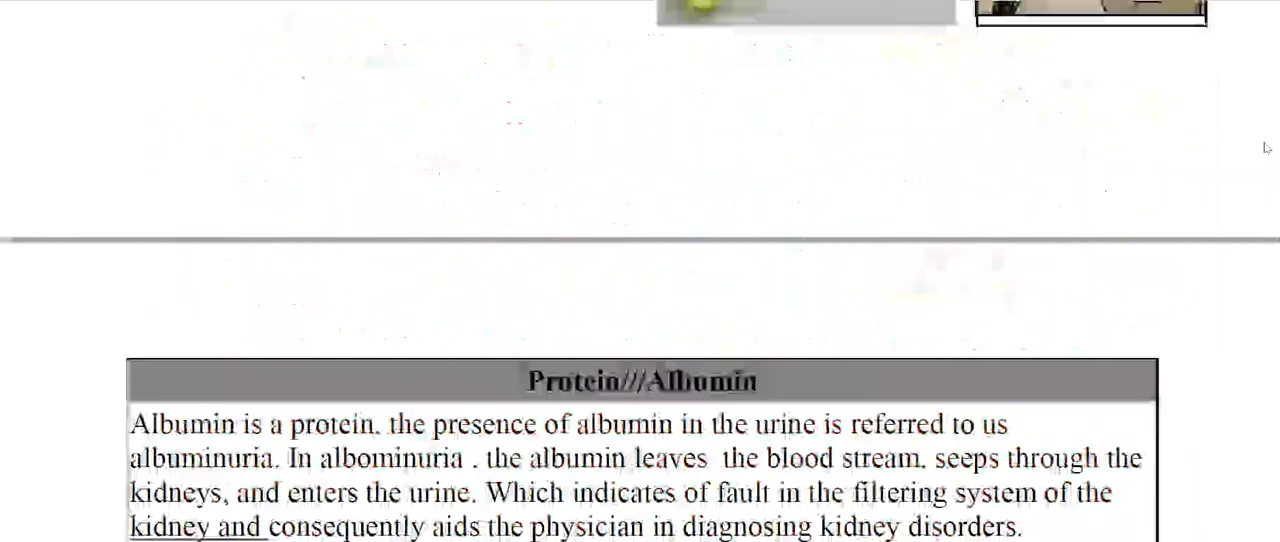 Protein///Albumin
Albumin is a protein. the presence of albumin in the urine is referred to us
albuminuria. In albominuria . the albumin leaves the blood stream. seeps through the
kidneys, and enters the urine. Which indicates of fault in the filtering system of the
kidney and consequently aids the physician in diagnosing kidney disorders.